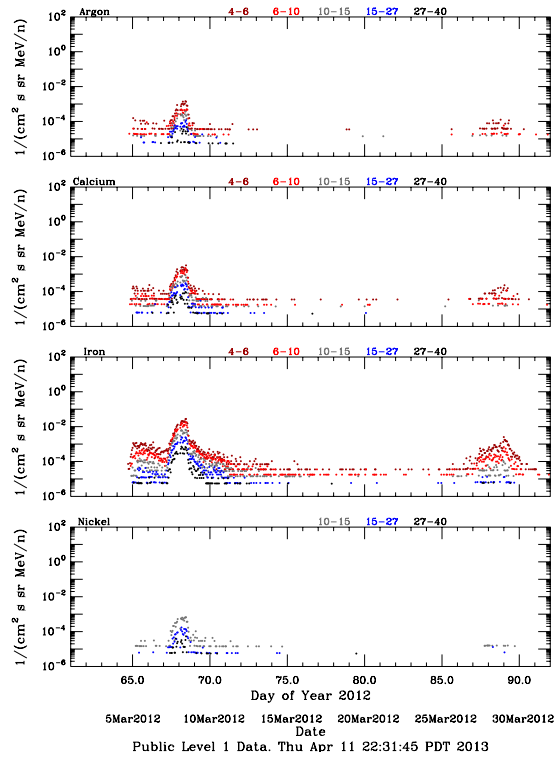 Argon 4-6 6-10 10-15 15-27 27-40
10^2
10^0
10^-2
10^-4
10^-6
1/(cm^2 s sr MeV/n)
Calcium 4-6 6-10 10-15 15-27 27-40
10^2
10^0
10^-2
10^-4
10^-6
1/(cm^2 s sr MeV/n)
Iron 4-6 6-10 10-15 15-27 27-40
10^2
10^0
10^-2
10^-4
10^-6
1/(cm^2 s sr MeV/n)
Nickel 10-15 15-27 27-40
10^2
10^0
10^-2
10^-4
10^-6
1/(cm^2 s sr MeV/n)
65.0 70.0 75.0 80.0 85.0 90.0
Day of Year 2012
5Mar2012 10Mar2012 15Mar2012 20Mar2012 25Mar2012 30Mar2012
Date
Public Level 1 Data. Thu Apr 11 22:31:45 PDT 2013